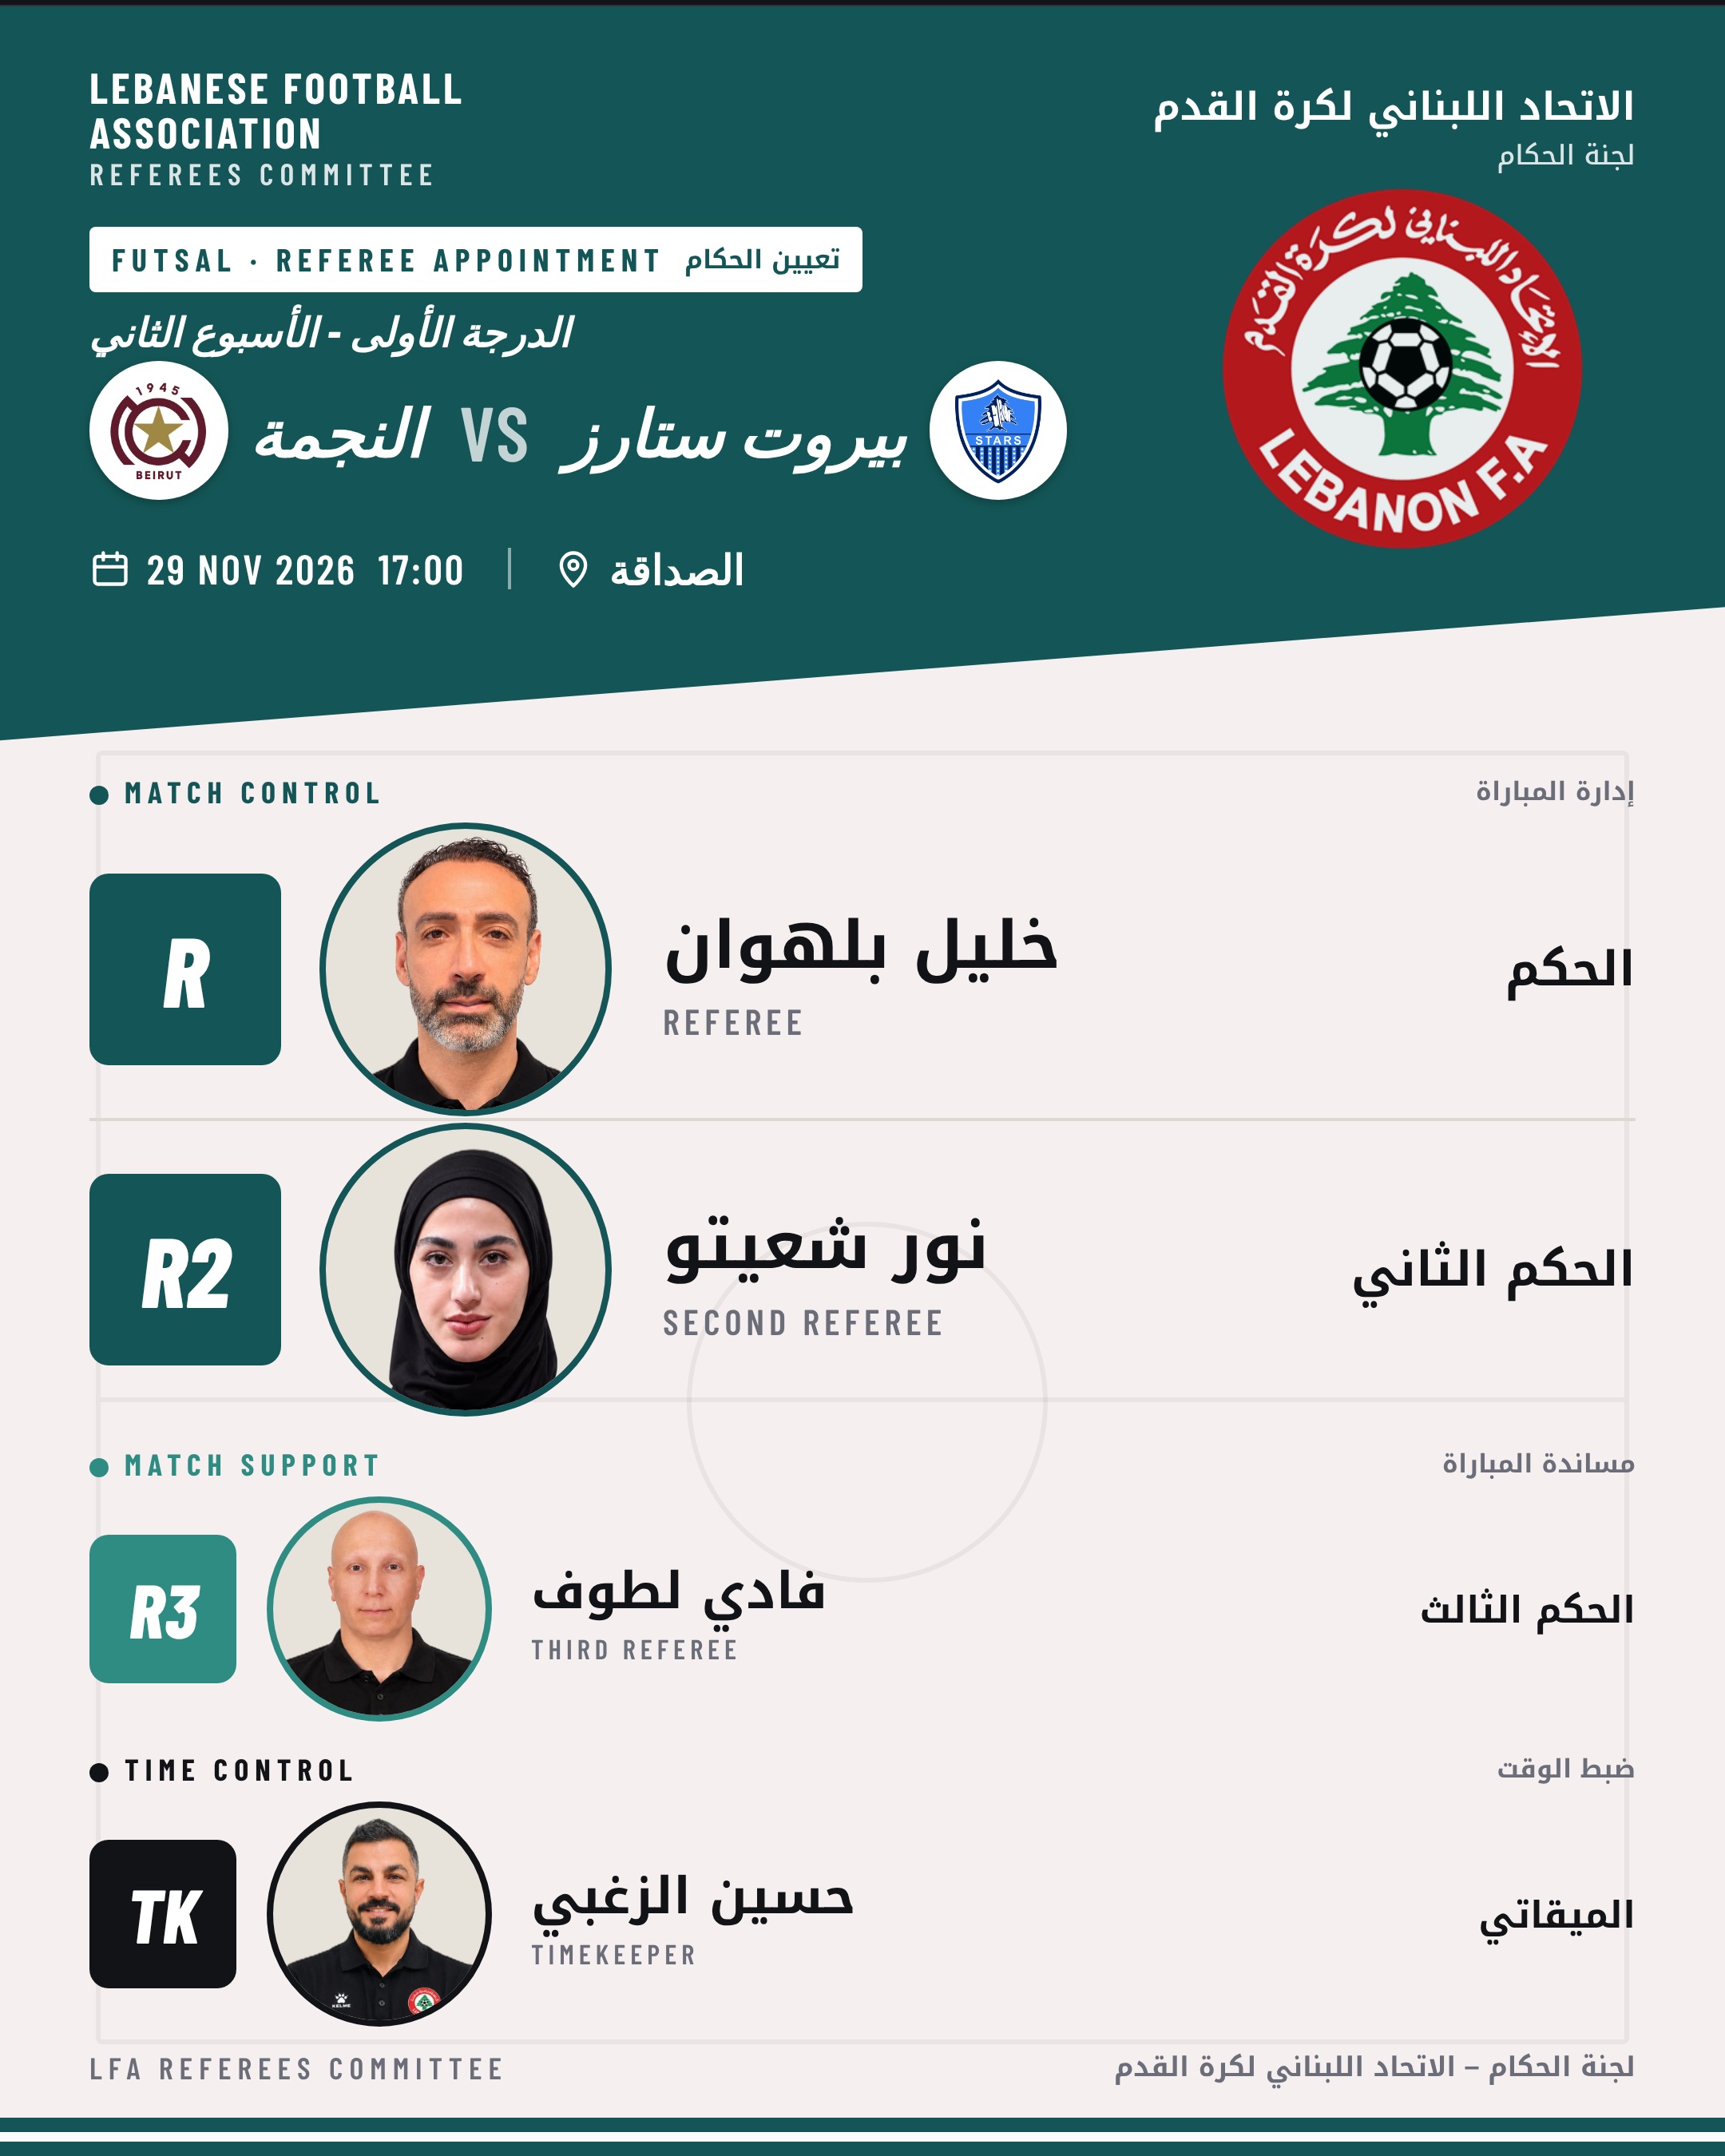 LEBANESE FOOTBALL
ASSOCIATION
REFEREES COMMITTEE
الاتحاد اللبناني لكرة القدم
لجنة الحكام
FUTSAL · REFEREE APPOINTMENT تعيين الحكام
الدرجة الأولى - الأسبوع الثاني
1945
BEIRUT
النجمة VS بيروت ستارز
STARS
الاتحاد اللبناني لكرة القدم
LEBANON F.A
29 NOV 2026 17:00
الصداقة
MATCH CONTROL
إدارة المباراة
R
خليل بلهوان
REFEREE
الحكم
R2
نور شعيتو
SECOND REFEREE
الحكم الثاني
MATCH SUPPORT
مساندة المباراة
R3
فادي لطوف
THIRD REFEREE
الحكم الثالث
TIME CONTROL
ضبط الوقت
TK
حسين الزغبي
TIMEKEEPER
الميقاتي
KELME
LFA REFEREES COMMITTEE
لجنة الحكام – الاتحاد اللبناني لكرة القدم